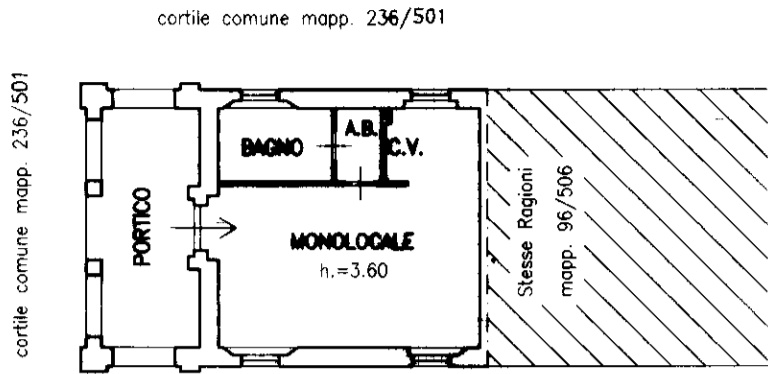 cortile comune mapp. 236/501
cortile comune mapp. 236/501
PORTICO
BAGNO
A.B.
C.V.
MONOLOCALE
h.=3.60
Stesse Ragioni
mapp. 96/506